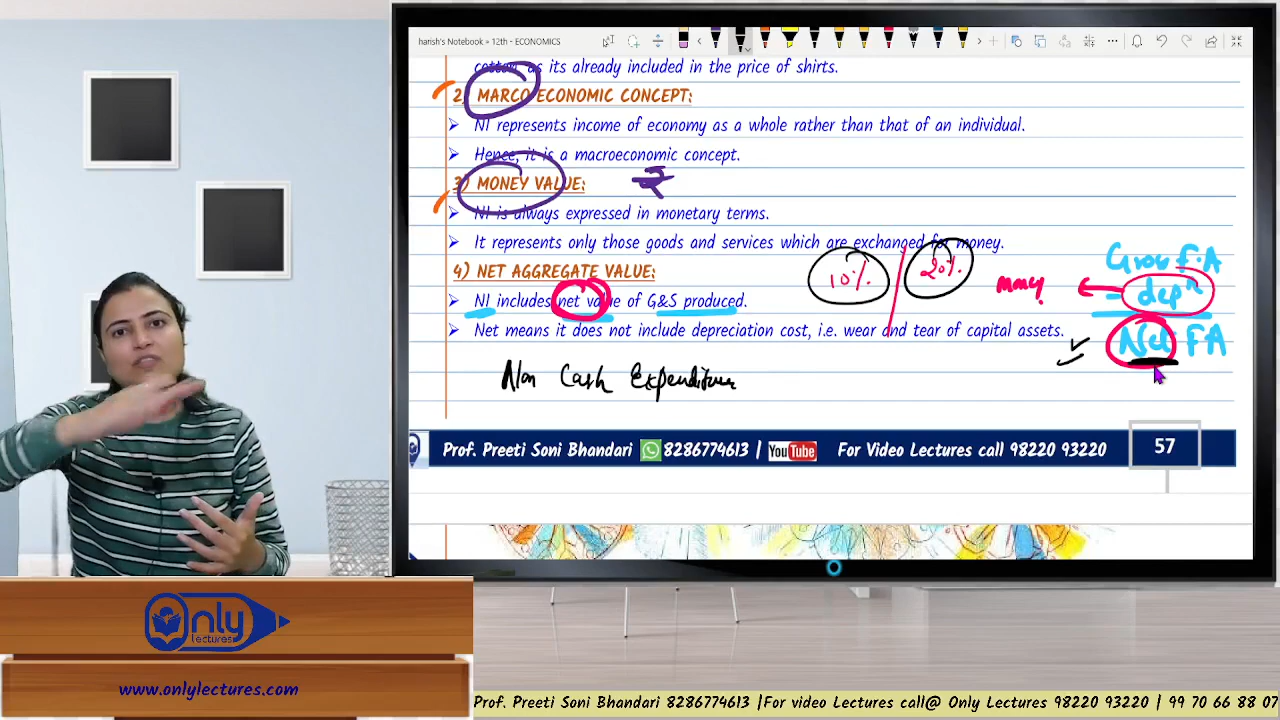 harish's Notebook » 12th - ECONOMICS
cotton as its already included in the price of shirts.
2) MARCO ECONOMIC CONCEPT:
➤ NI represents income of economy as a whole rather than that of an individual.
➤ Hence, it is a macroeconomic concept.
3) MONEY VALUE:
₹
➤ NI is always expressed in monetary terms.
➤ It represents only those goods and services which are exchanged for money.
4) NET AGGREGATE VALUE:
10% / 20%
money
Gross F.A
- depⁿ
Net FA
➤ NI includes net value of G&S produced.
➤ Net means it does not include depreciation cost, i.e. wear and tear of capital assets.
Non Cash Expenditure
Prof. Preeti Soni Bhandari 8286774613 | YouTube For Video Lectures call 98220 93220
57
Only
lectures
www.onlylectures.com
Prof. Preeti Soni Bhandari 8286774613 |For video Lectures call@ Only Lectures 98220 93220 | 99 70 66 88 07